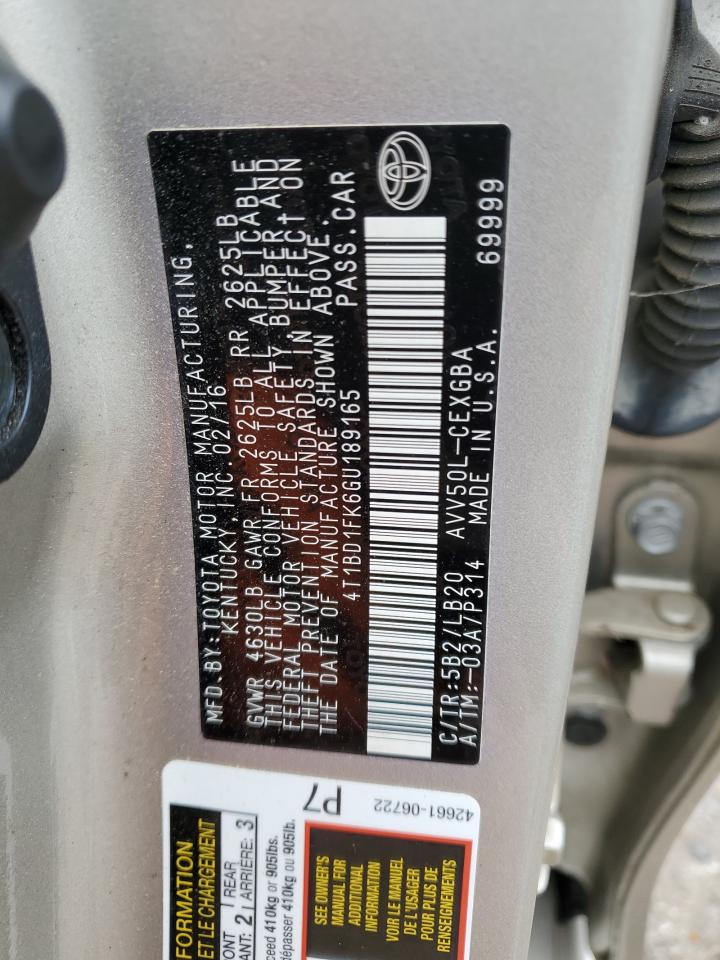 MFD.BY:TOYOTA MOTOR MANUFACTURING,
KENTUCKY, INC. 02/16
GVWR 4630LB GAWR FR 2625LB RR 2625LB
THIS VEHICLE CONFORMS TO ALL APPLICABLE
FEDERAL MOTOR VEHICLE SAFETY, BUMPER, AND
THEFT PREVENTION STANDARDS IN EFFECT ON
THE DATE OF MANUFACTURE SHOWN ABOVE.
4T1BD1FK6GU189165 PASS.CAR
C/TR:5B2/LB20 AVV50L-CEXGBA
A/TM:-03A/P314 MADE IN U.S.A. 69999
P7
42661-06722
FORMATION
ET LE CHARGEMENT
ONT 2 REAR 3
ANT: ARRIÈRE:
ceed 410kg or 905lbs.
dépasser 410kg ou 905lb.
SEE OWNER'S
MANUAL FOR
ADDITIONAL
INFORMATION
VOIR LE MANUEL
DE L'USAGER
POUR PLUS DE
RENSEIGNEMENTS